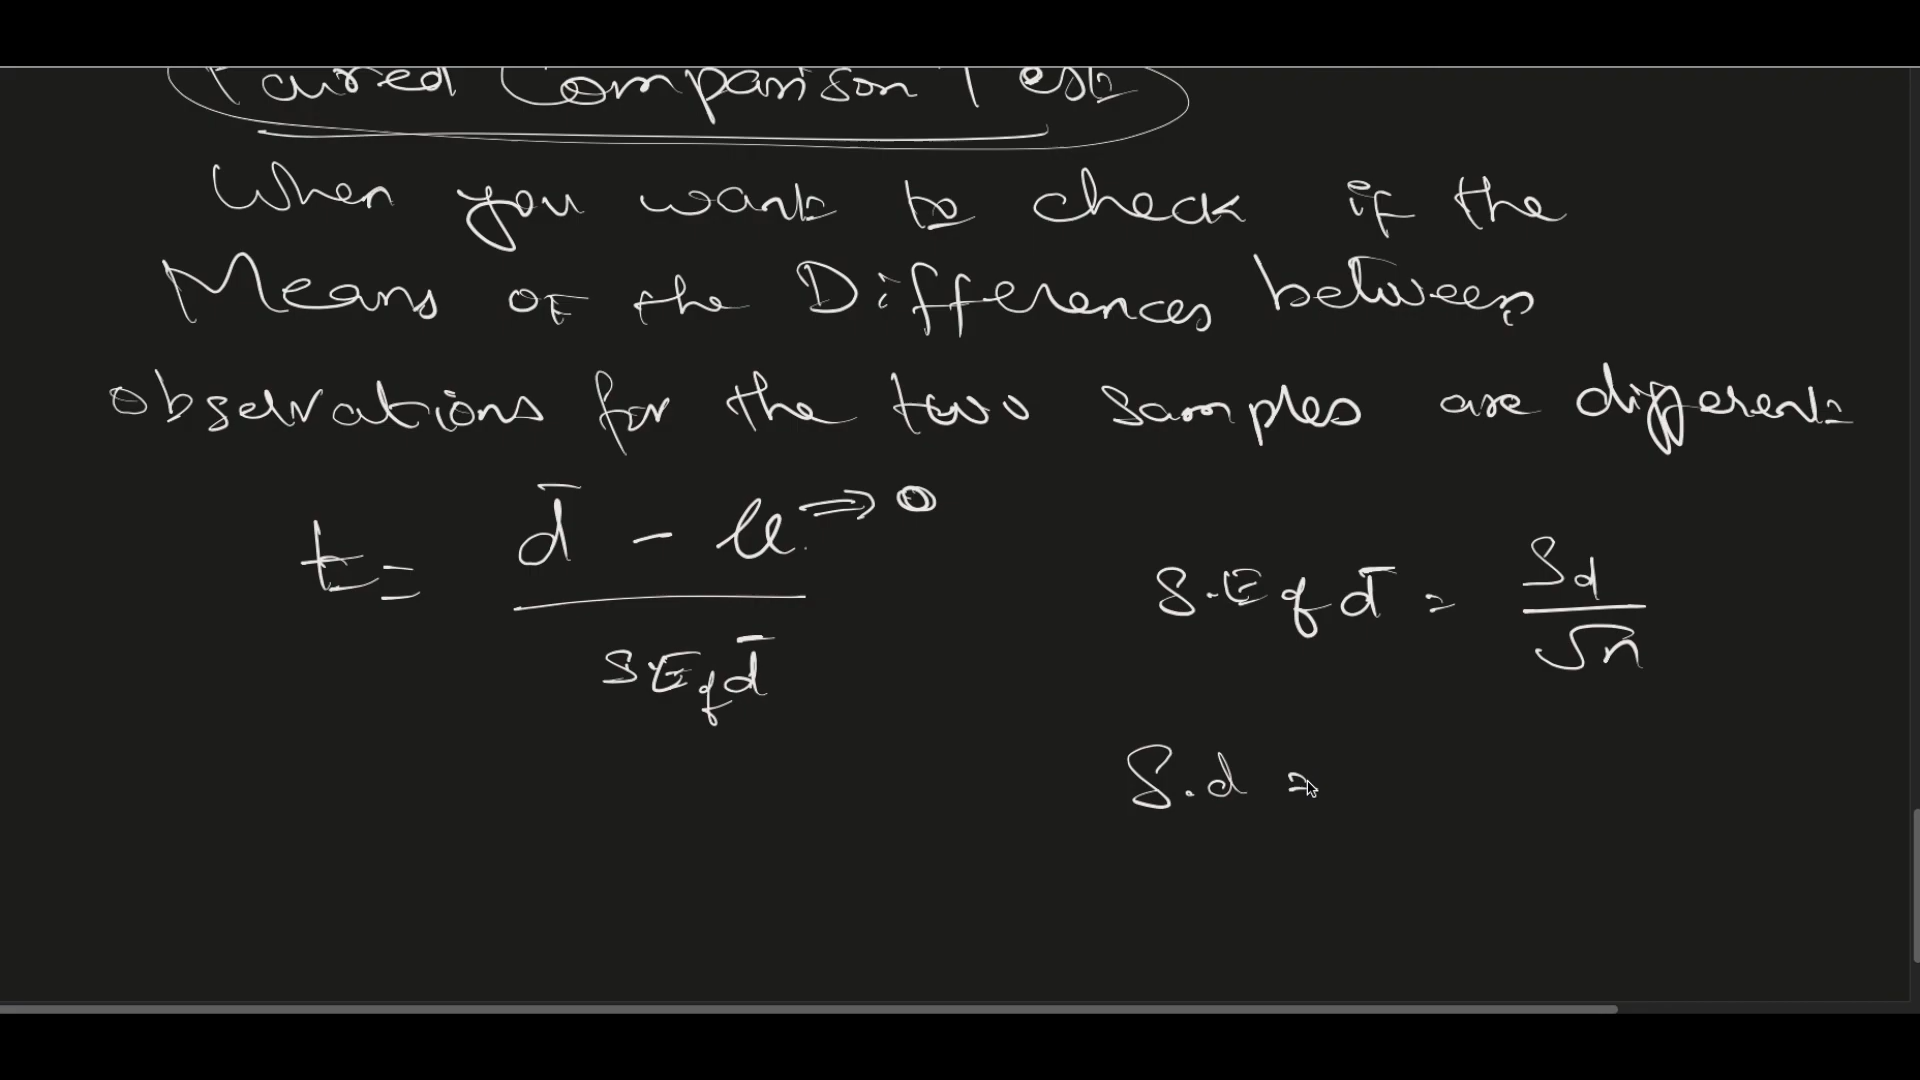 Paired Comparison Test
When you want to check if the
Means of the Differences between
observations for the two samples are different
t = (d̄ - μ ⇒ 0) / (SE of d̄)
S.E of d̄ = Sd / √n
S.d =